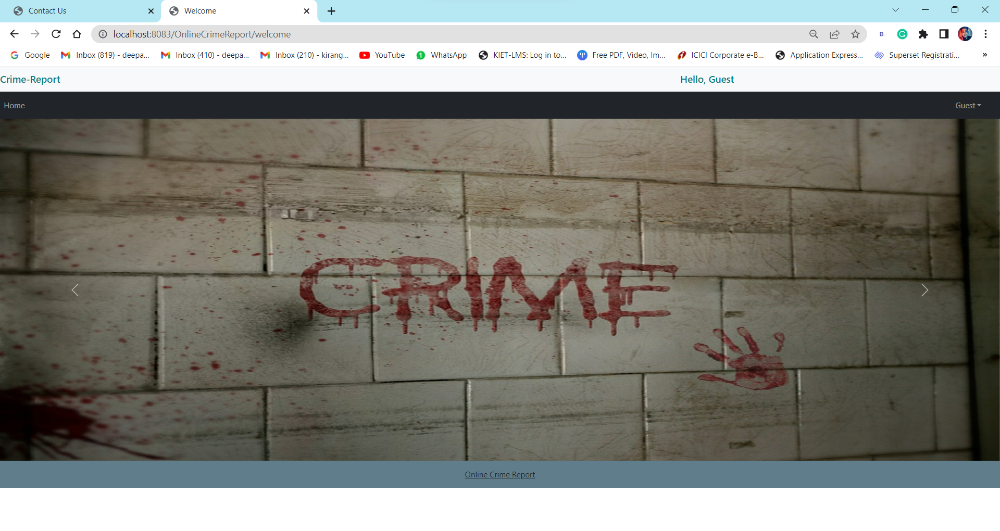 Contact Us
Welcome
localhost:8083/OnlineCrimeReport/welcome
B
Google
Inbox (819) - deepa...
Inbox (410) - deepa...
Inbox (210) - kirang...
YouTube
1
WhatsApp
KIET-LMS: Log in to...
Free PDF, Video, Im...
ICICI Corporate e-B...
Application Express...
Superset Registrati...
»
Crime-Report
Hello, Guest
Home
Guest
CRIME
Online Crime Report